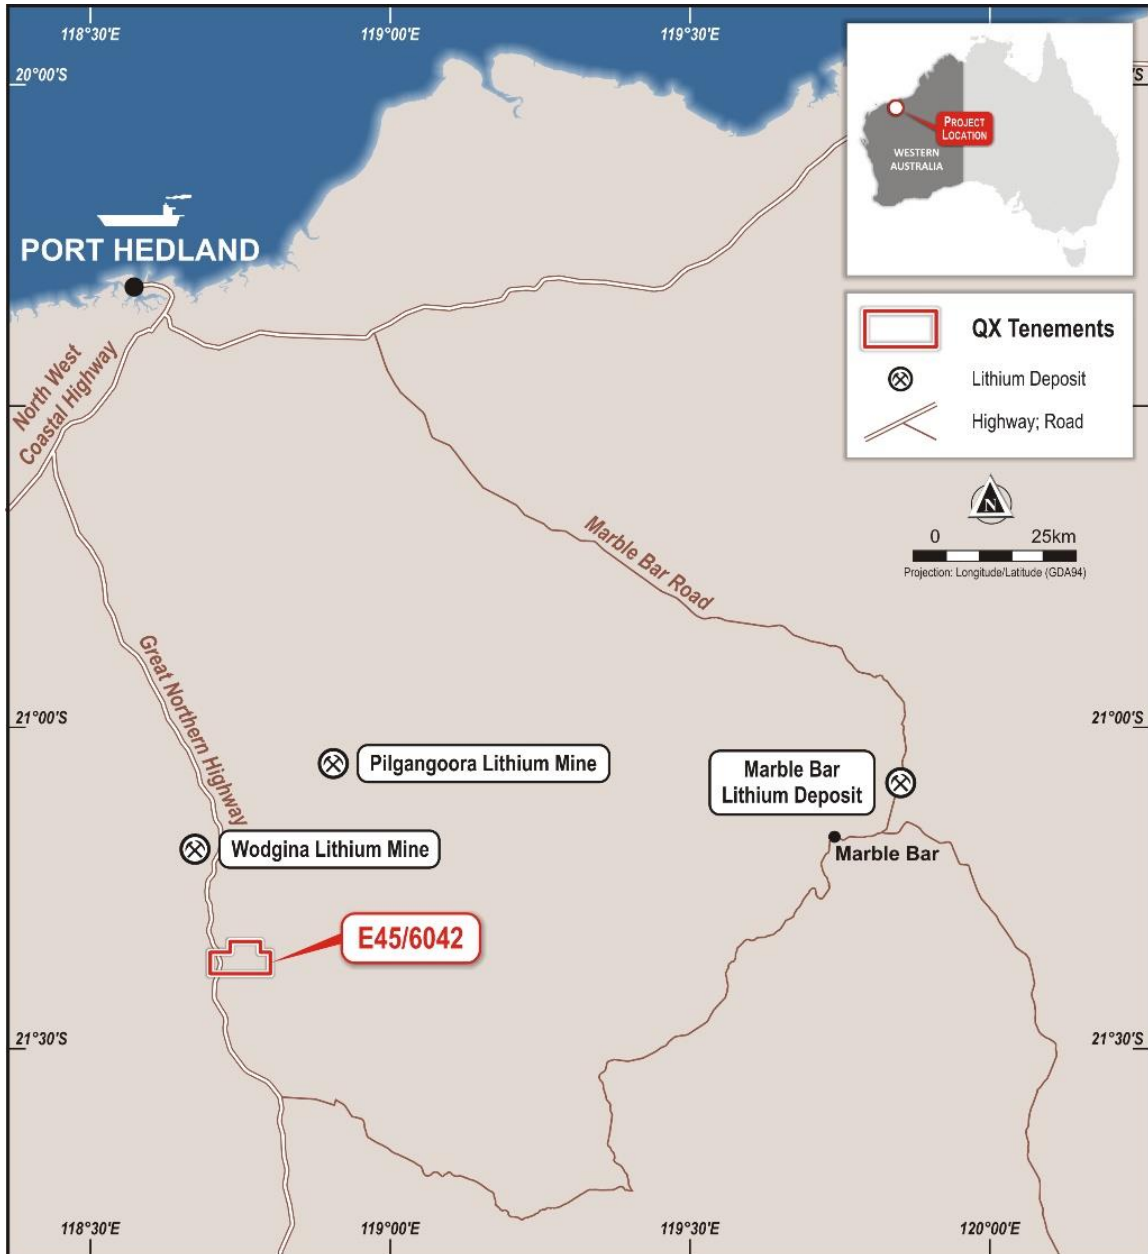 118°30'E
119°00'E
119°30'E
20°00'S
PROJECT
LOCATION
WESTERN
AUSTRALIA
PORT HEDLAND
QX Tenements
Lithium Deposit
Highway; Road
North West
Coastal Highway
N
0 25km
Projection: Longitude/Latitude (GDA94)
Marble Bar Road
Great Northern Highway
21°00'S
21°00'S
Pilgangoora Lithium Mine
Marble Bar
Lithium Deposit
Wodgina Lithium Mine
Marble Bar
E45/6042
21°30'S
21°30'S
118°30'E
119°00'E
119°30'E
120°00'E